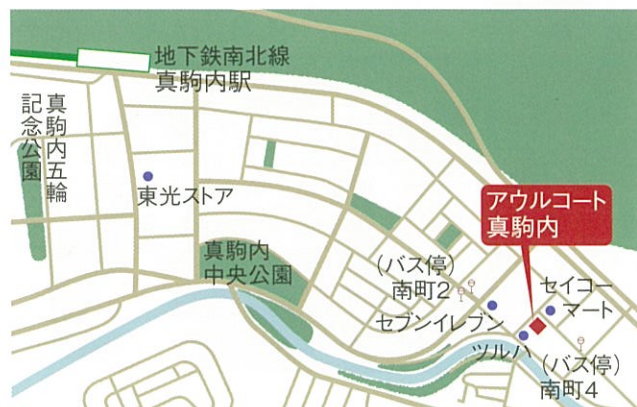 地下鉄南北線
真駒内駅
真駒内五輪
記念公園
東光ストア
真駒内
中央公園
アウルコート
真駒内
(バス停)
南町2
セブンイレブン
セイコー
マート
ツルハ
(バス停)
南町4